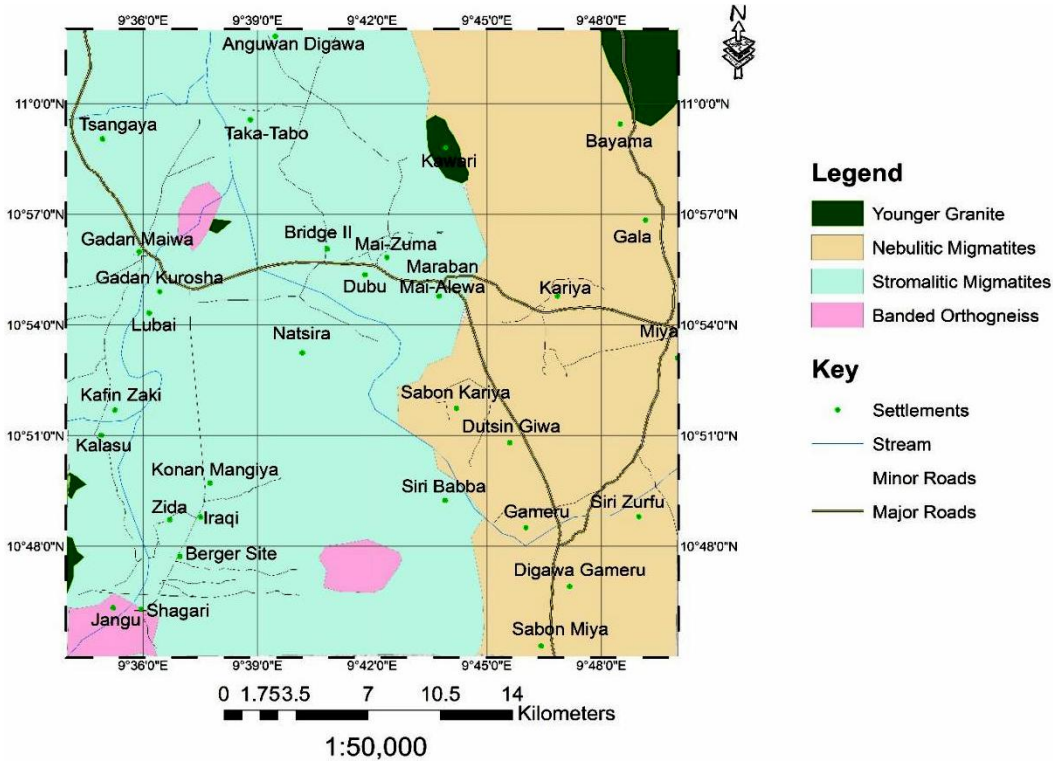 9°36'0"E 9°39'0"E 9°42'0"E 9°45'0"E 9°48'0"E
N
Anguwan Digawa
11°0'0"N 11°0'0"N
Tsangaya
Taka-Tabo
Bayama
Kawari
10°57'0"N 10°57'0"N
Gadan Maiwa
Bridge II
Mai-Zuma
Gala
Gadan Kurosha
Dubu
Maraban
Mai-Alewa
Kariya
Lubai
10°54'0"N 10°54'0"N
Natsira
Miya
Kafin Zaki
Sabon Kariya
Kalasu
Dutsin Giwa
10°51'0"N 10°51'0"N
Konan Mangiya
Siri Babba
Zida
Iraqi
Gameru
Siri Zurfu
10°48'0"N 10°48'0"N
Berger Site
Digawa Gameru
Jangu
Shagari
Sabon Miya
9°36'0"E 9°39'0"E 9°42'0"E 9°45'0"E 9°48'0"E
0 1.75 3.5 7 10.5 14
Kilometers
1:50,000
Legend
Younger Granite
Nebulitic Migmatites
Stromalitic Migmatites
Banded Orthogneiss
Key
Settlements
Stream
Minor Roads
Major Roads